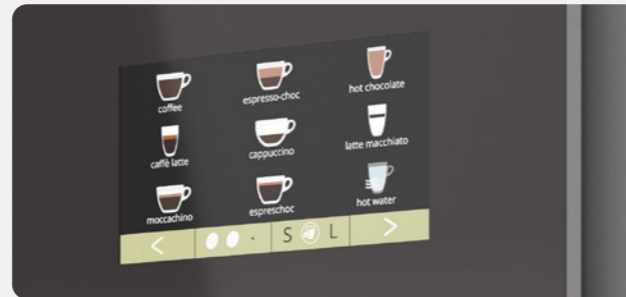 coffee
espresso-choc
hot chocolate
caffè latte
cappuccino
latte macchiato
moccachino
espreschoc
hot water
< S L >